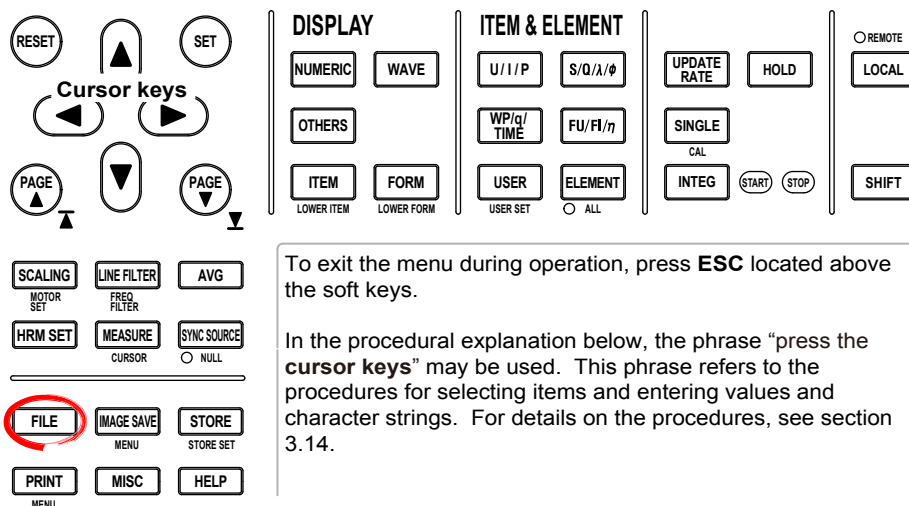 RESET
SET
Cursor keys
PAGE
PAGE
DISPLAY
NUMERIC
WAVE
OTHERS
ITEM
FORM
LOWER ITEM
LOWER FORM
ITEM & ELEMENT
U / I / P
S/Q/λ/ϕ
WP/q/
TIME
FU/FI/η
USER
ELEMENT
USER SET
ALL
UPDATE
RATE
HOLD
SINGLE
CAL
INTEG
START
STOP
REMOTE
LOCAL
SHIFT
SCALING
LINE FILTER
AVG
MOTOR
SET
FREQ
FILTER
HRM SET
MEASURE
SYNC SOURCE
CURSOR
NULL
FILE
IMAGE SAVE
STORE
MENU
STORE SET
PRINT
MISC
HELP
MENU
To exit the menu during operation, press ESC located above
the soft keys.
In the procedural explanation below, the phrase “press the
cursor keys” may be used. This phrase refers to the
procedures for selecting items and entering values and
character strings. For details on the procedures, see section
3.14.